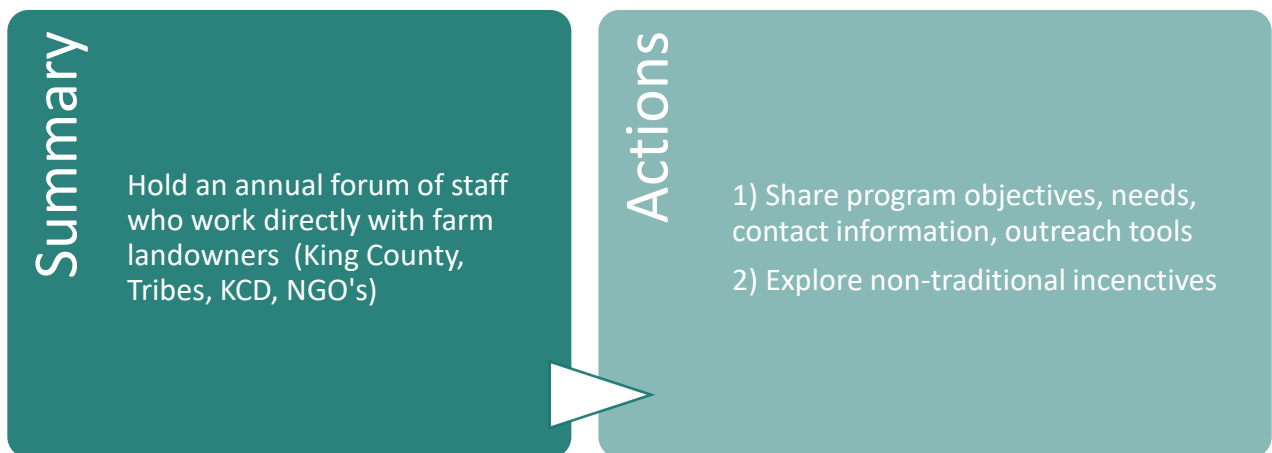 Summary
Hold an annual forum of staff
who work directly with farm
landowners (King County,
Tribes, KCD, NGO's)
Actions
1) Share program objectives, needs,
contact information, outreach tools
2) Explore non-traditional incenctives